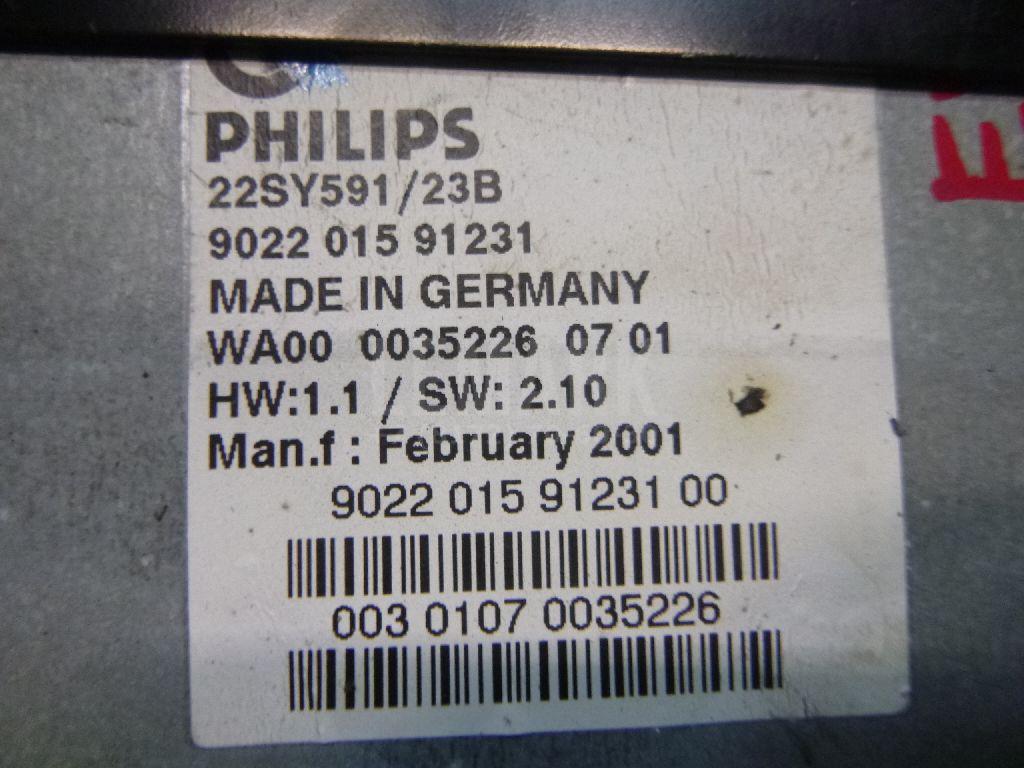 PHILIPS
22SY591/23B
9022 015 91231
MADE IN GERMANY
WA00 0035226 07 01
HW:1.1 / SW: 2.10
Man.f : February 2001
9022 015 91231 00
003 0107 0035226